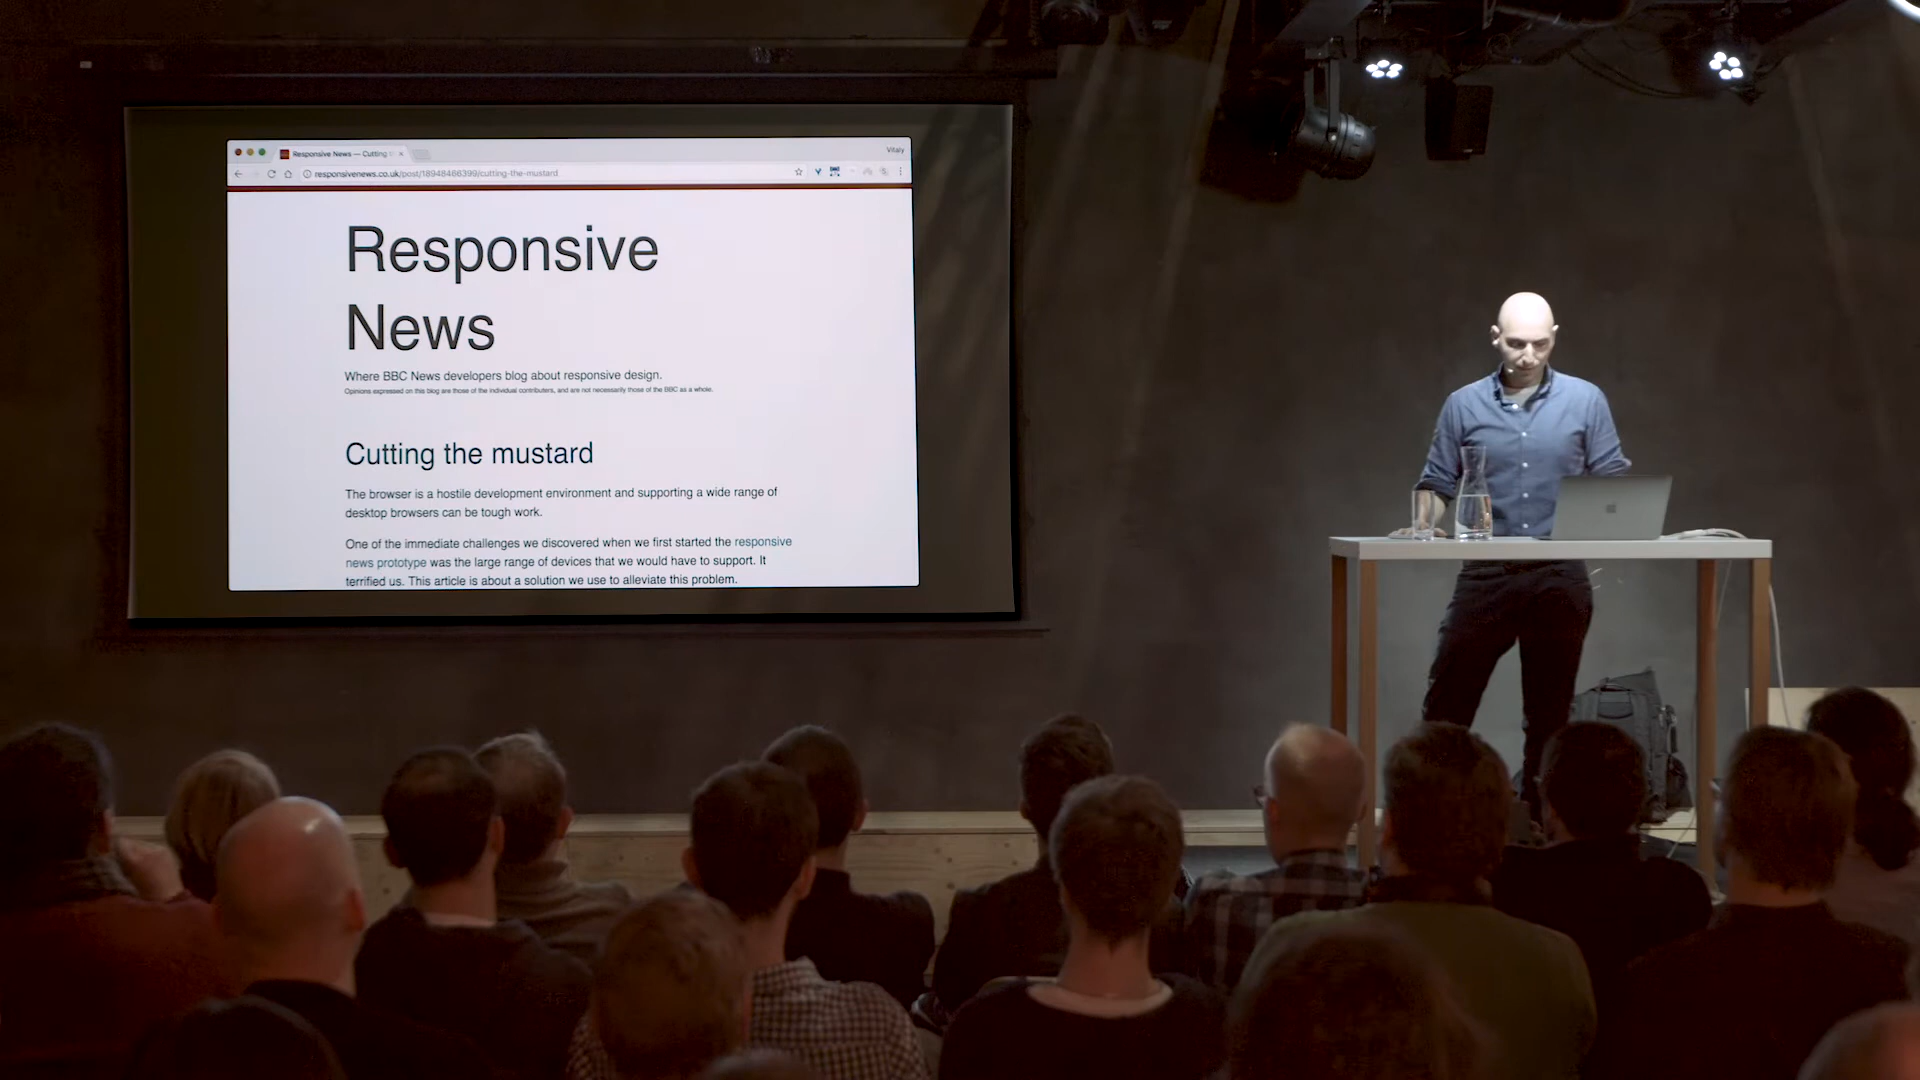 Responsive News — Cutting t
Vitaly
responsivenews.co.uk/post/18948466399/cutting-the-mustard
Responsive
News
Where BBC News developers blog about responsive design.
Opinions expressed on this blog are those of the individual contributers, and are not necessarily those of the BBC as a whole.
Cutting the mustard
The browser is a hostile development environment and supporting a wide range of
desktop browsers can be tough work.
One of the immediate challenges we discovered when we first started the responsive
news prototype was the large range of devices that we would have to support. It
terrified us. This article is about a solution we use to alleviate this problem.